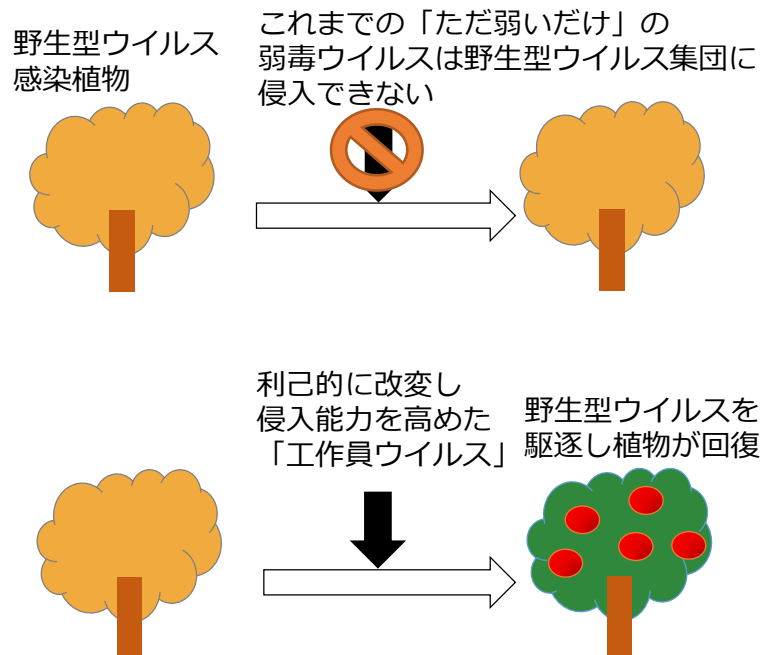 野生型ウイルス
感染植物
これまでの「ただ弱いだけ」の
弱毒ウイルスは野生型ウイルス集団に
侵入できない
利己的に改変し
侵入能力を高めた
「工作員ウイルス」
野生型ウイルスを
駆逐し植物が回復